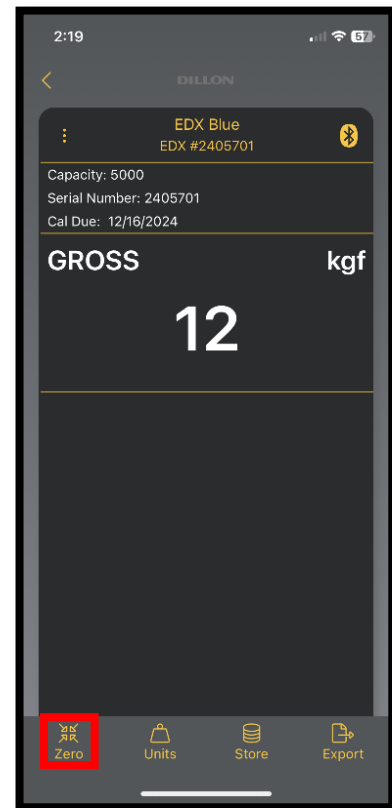 2:19
57
DILLON
EDX Blue
EDX #2405701
Capacity: 5000
Serial Number: 2405701
Cal Due: 12/16/2024
GROSS kgf
12
Zero Units Store Export